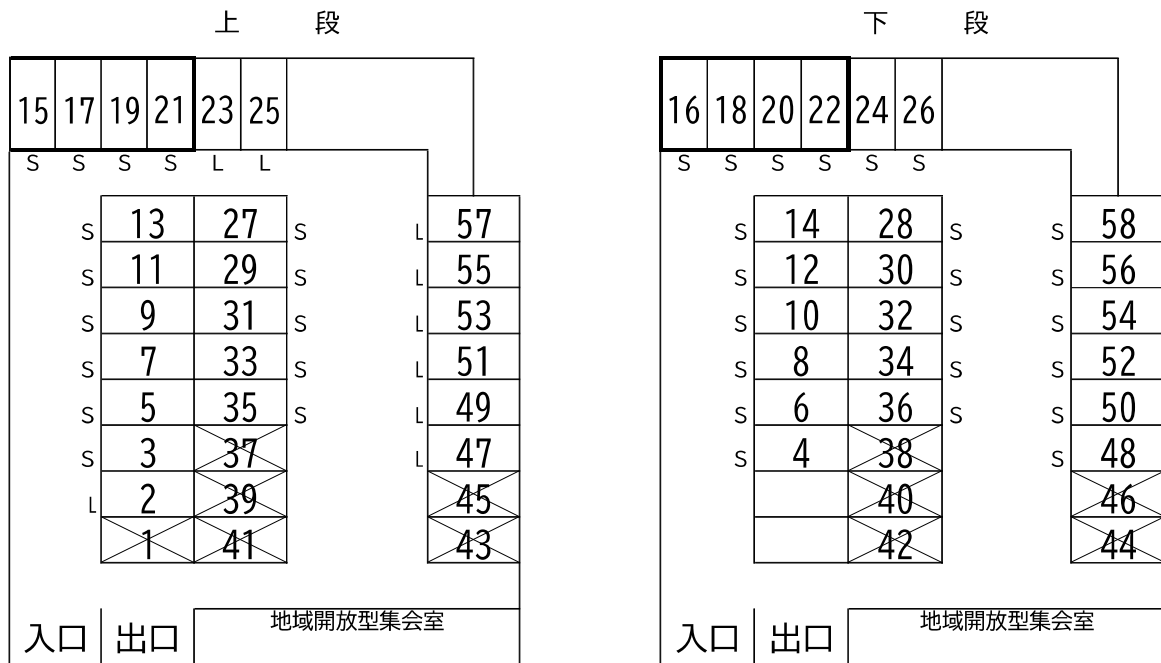 上 段
15 17 19 21 23 25
S S S S L L
S 13 27 S L 57
S 11 29 S L 55
S 9 31 S L 53
S 7 33 S L 51
S 5 35 S L 49
S 3 37 L 47
L 2 39 45
1 41 43
入口 出口 地域開放型集会室
下 段
16 18 20 22 24 26
S S S S S S
S 14 28 S S 58
S 12 30 S S 56
S 10 32 S S 54
S 8 34 S S 52
S 6 36 S S 50
S 4 38 S 48
40 46
42 44
入口 出口 地域開放型集会室